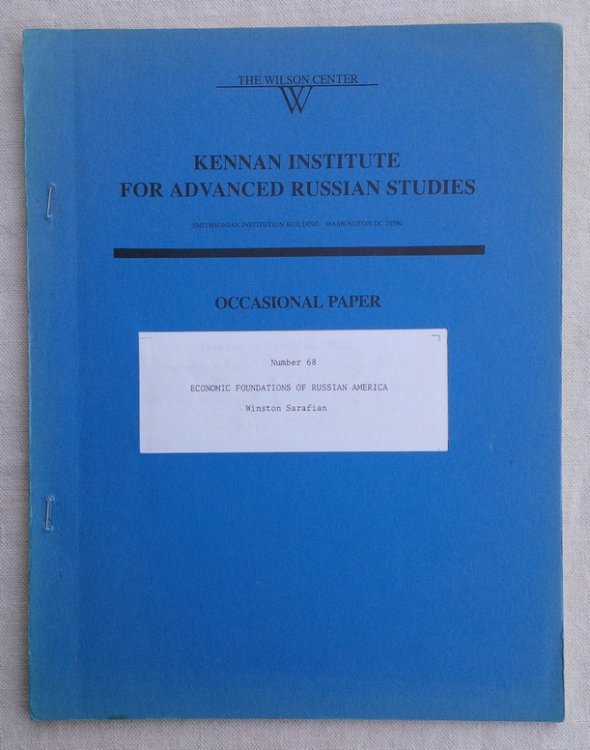 THE WILSON CENTER
W
KENNAN INSTITUTE
FOR ADVANCED RUSSIAN STUDIES
SMITHSONIAN INSTITUTION BUILDING WASHINGTON DC 20560
OCCASIONAL PAPER
Number 68
ECONOMIC FOUNDATIONS OF RUSSIAN AMERICA
Winston Sarafian